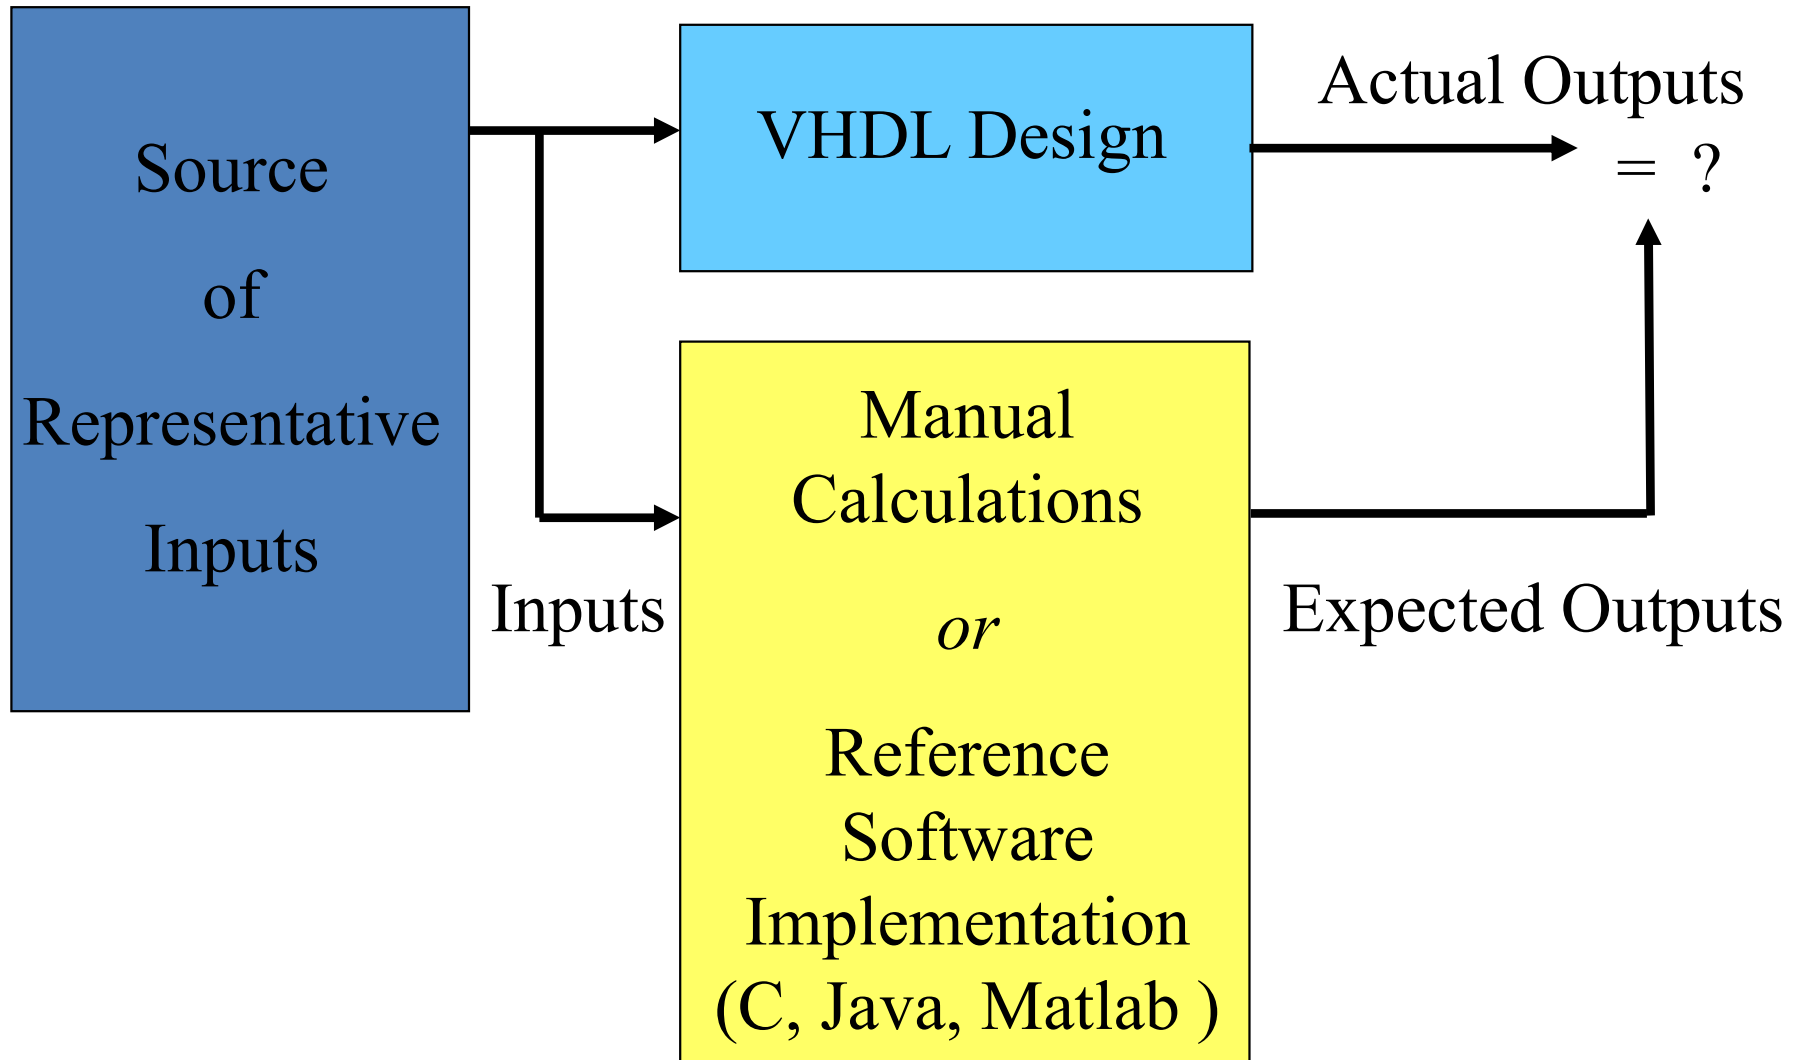 Source
of
Representative
Inputs
VHDL Design
Actual Outputs
= ?
Manual
Calculations
or
Reference
Software
Implementation
(C, Java, Matlab )
Inputs
Expected Outputs